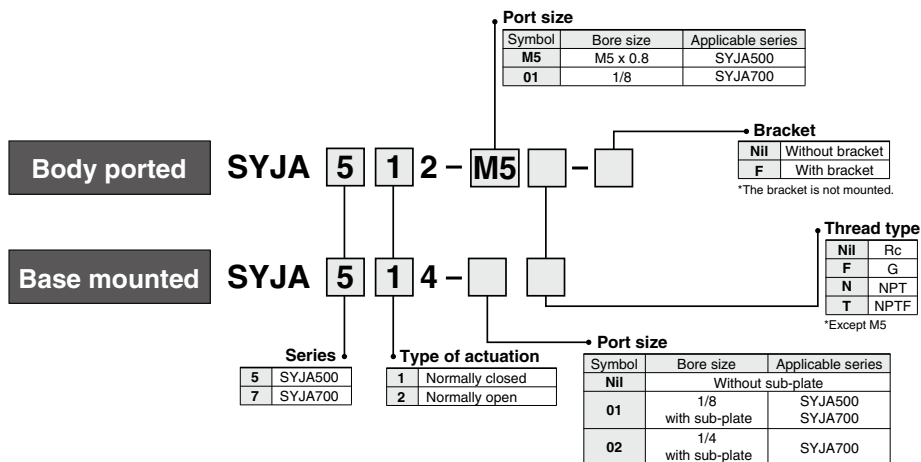 Port size
Symbol Bore size Applicable series
M5 M5 x 0.8 SYJA500
01 1/8 SYJA700
Body ported SYJA 5 1 2 – M5 –
Bracket
Nil Without bracket
F With bracket
*The bracket is not mounted.
Base mounted SYJA 5 1 4 –
Thread type
Nil Rc
F G
N NPT
T NPTF
*Except M5
Series
5 SYJA500
7 SYJA700
Type of actuation
1 Normally closed
2 Normally open
Port size
Symbol Bore size Applicable series
Nil Without sub-plate
01 1/8 with sub-plate SYJA500 SYJA700
02 1/4 with sub-plate SYJA700